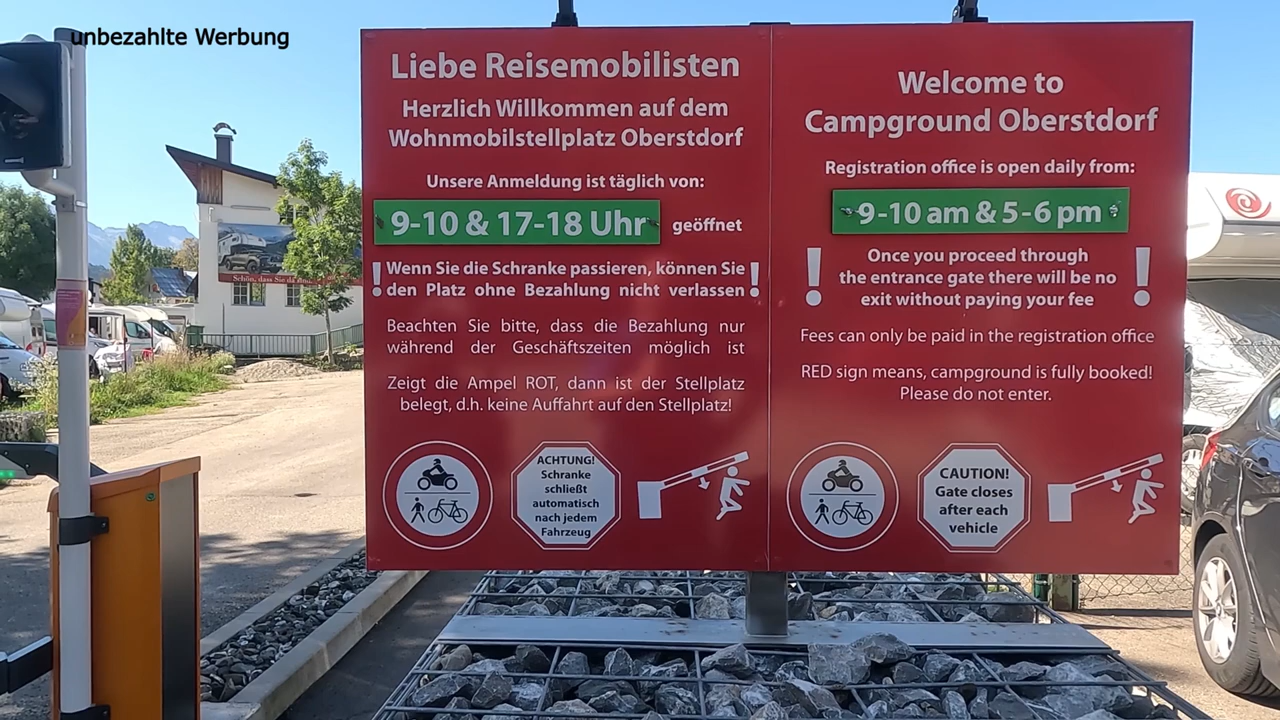 unbezahlte Werbung
Liebe Reisemobilisten
Herzlich Willkommen auf dem
Wohnmobilstellplatz Oberstdorf
Unsere Anmeldung ist täglich von:
9-10 & 17-18 Uhr geöffnet
! Wenn Sie die Schranke passieren, können Sie !
den Platz ohne Bezahlung nicht verlassen
Beachten Sie bitte, dass die Bezahlung nur
während der Geschäftszeiten möglich ist
Zeigt die Ampel ROT, dann ist der Stellplatz
belegt, d.h. keine Auffahrt auf den Stellplatz!
ACHTUNG!
Schranke
schließt
automatisch
nach jedem
Fahrzeug
Welcome to
Campground Oberstdorf
Registration office is open daily from:
9-10 am & 5-6 pm
! Once you proceed through !
the entrance gate there will be no
exit without paying your fee
Fees can only be paid in the registration office
RED sign means, campground is fully booked!
Please do not enter.
CAUTION!
Gate closes
after each
vehicle
Schön, dass Sie da sind